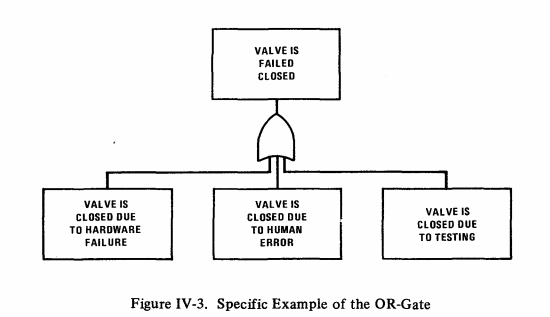 VALVE IS
FAILED
CLOSED
VALVE IS
CLOSED DUE
TO HARDWARE
FAILURE
VALVE IS
CLOSED DUE
TO HUMAN
ERROR
VALVE IS
CLOSED DUE
TO TESTING
Figure IV-3. Specific Example of the OR-Gate